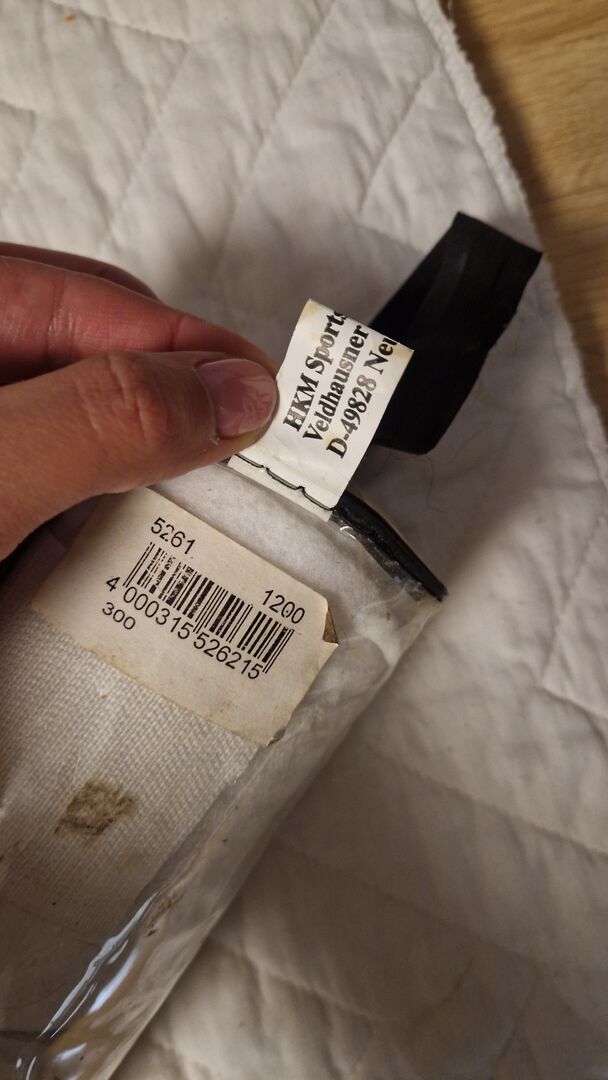 HKM Sports
Veldhausner
D-49828 Neu
5261
1200
4 000315 526215
300